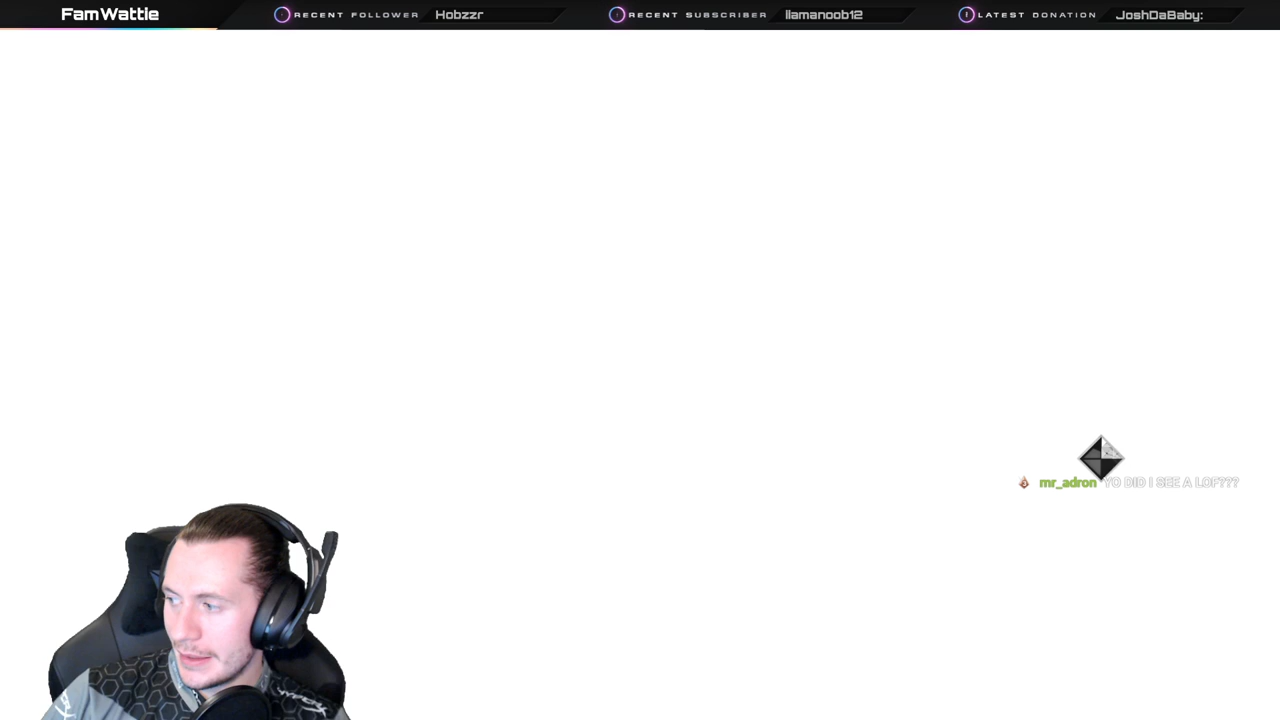 FamWattle
RECENT FOLLOWER Hobzzr
RECENT SUBSCRIBER llamanoob12
LATEST DONATION JoshDaBaby:
mr_adron YO DID I SEE A LOF???